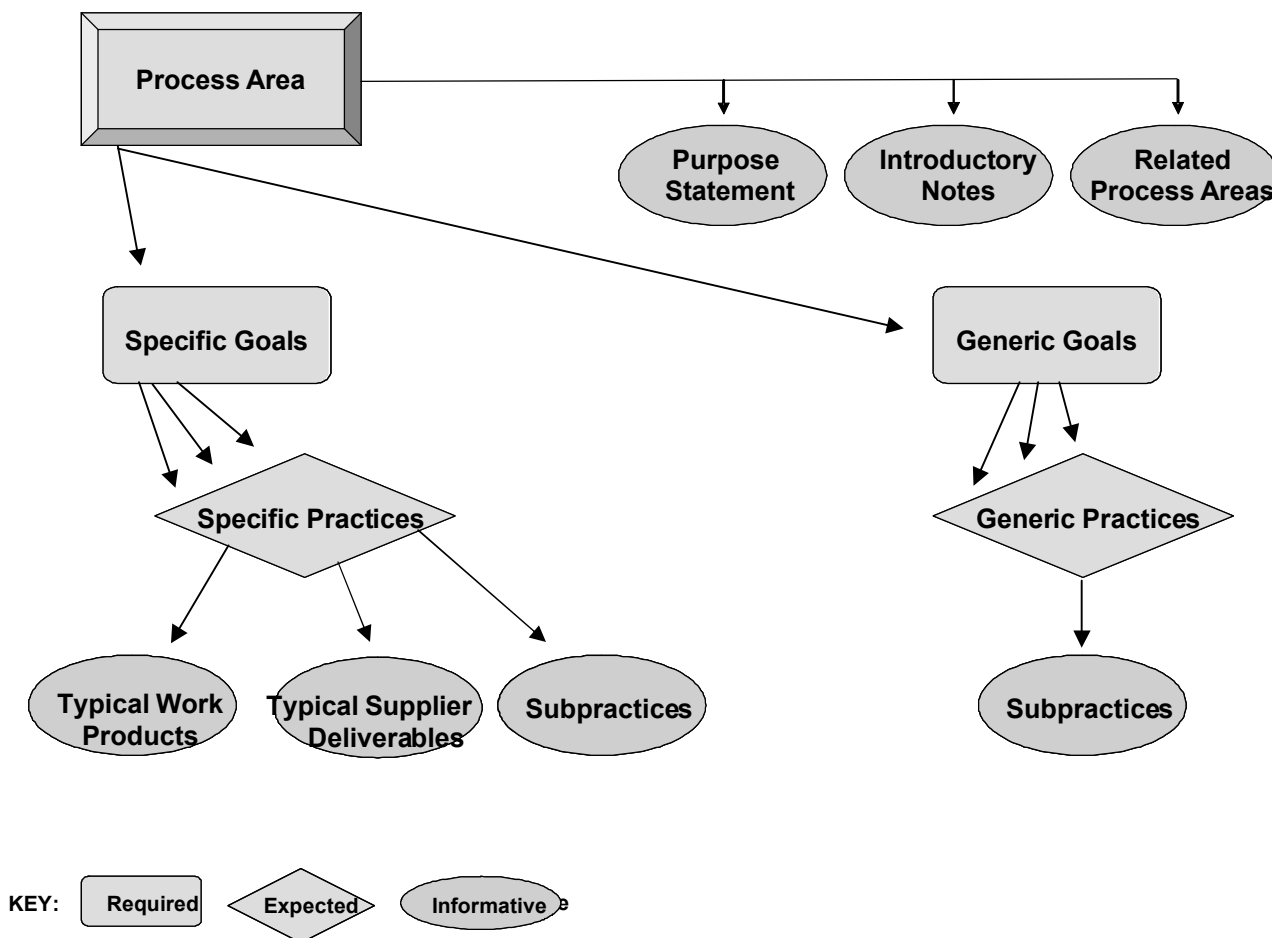 Process Area
Purpose
Statement
Introductory
Notes
Related
Process Areas
Specific Goals
Generic Goals
Specific Practices
Generic Practices
Typical Work
Products
Typical Supplier
Deliverables
Subpractices
Subpractices
KEY:
Required
Expected
Informative